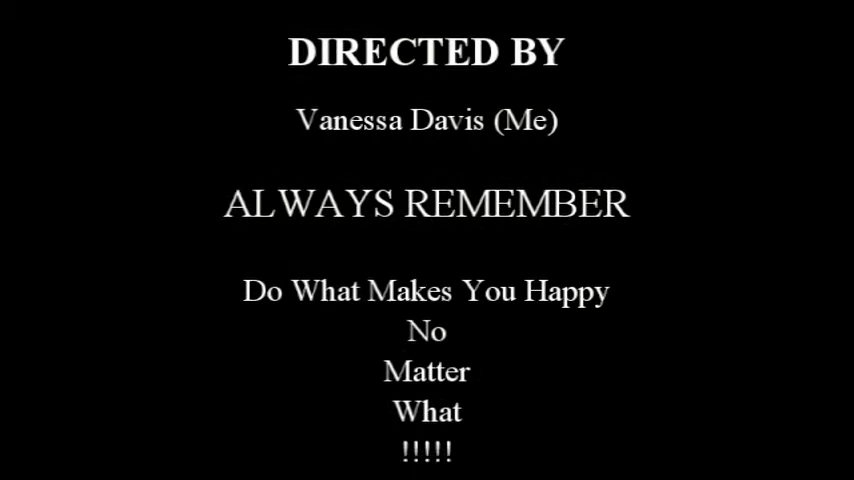 DIRECTED BY
Vanessa Davis (Me)
ALWAYS REMEMBER
Do What Makes You Happy
No
Matter
What
!!!!!